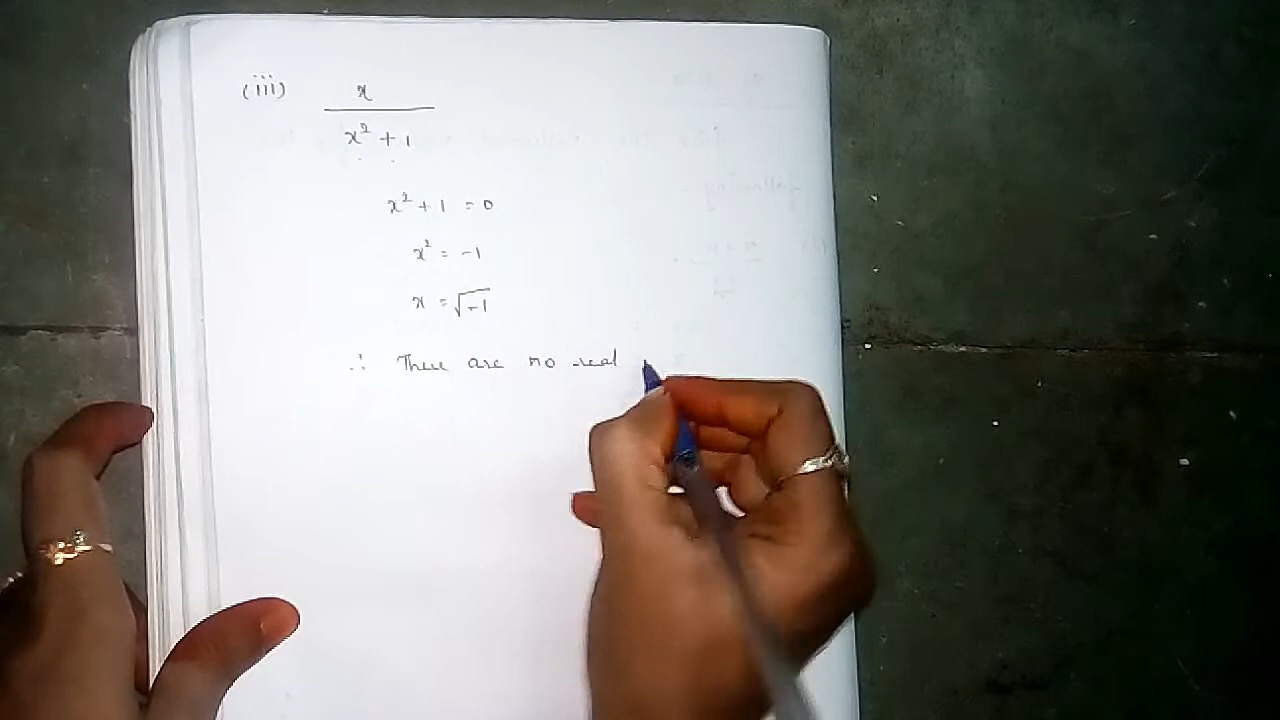 (iii) x
x² + 1
x² + 1 = 0
x² = -1
x = √-1
∴ There are no real